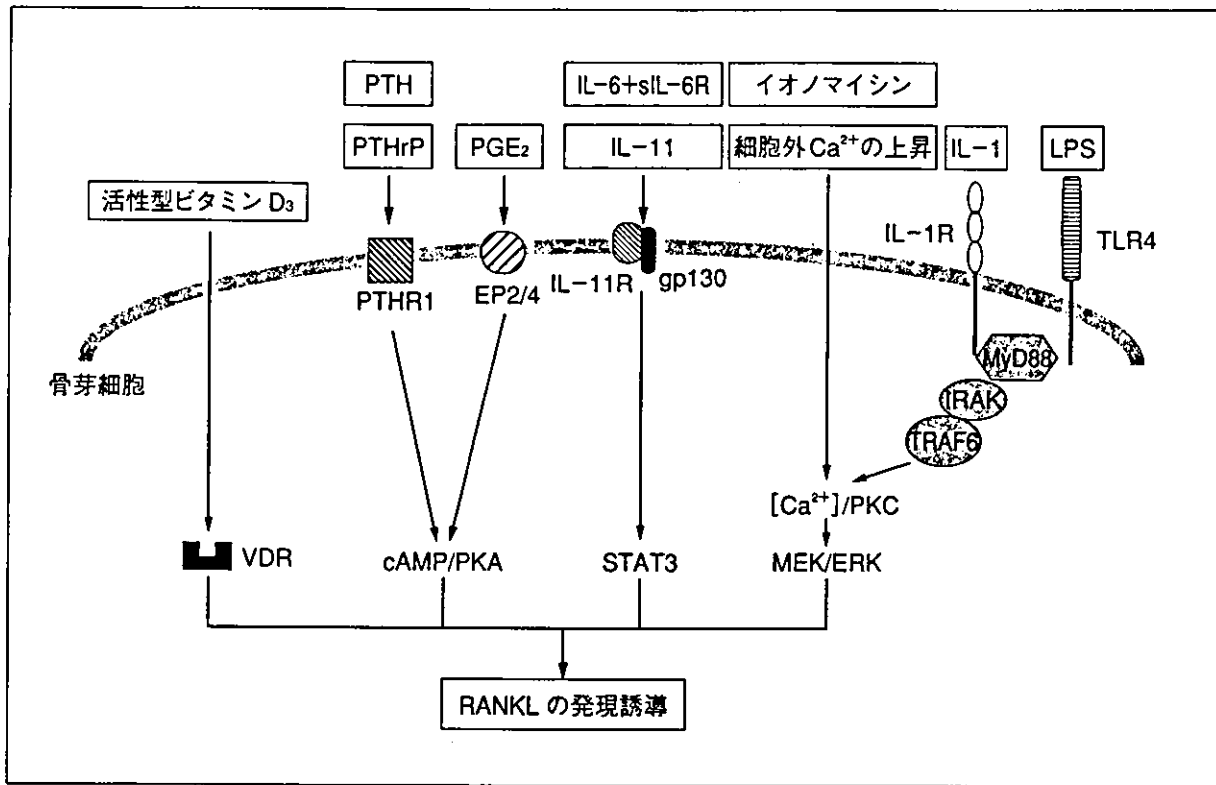 PTH
IL-6+sIL-6R
イオノマイシン
PTHrP
PGE₂
IL-11
細胞外Ca²⁺の上昇
IL-1
LPS
活性型ビタミンD₃
IL-1R
TLR4
PTHR1
EP2/4
IL-11R
gp130
骨芽細胞
MyD88
IRAK
TRAF6
[Ca²⁺]/PKC
VDR
cAMP/PKA
STAT3
MEK/ERK
RANKLの発現誘導